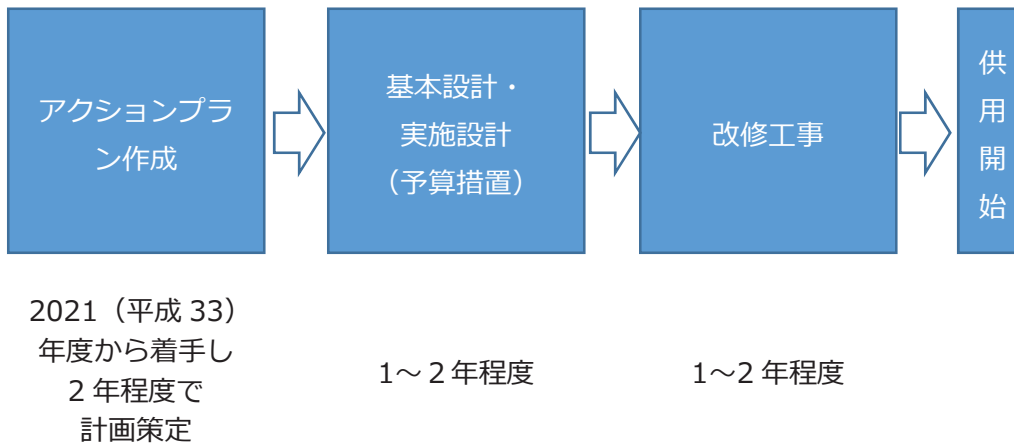 アクションプラ
ン作成
基本設計・
実施設計
（予算措置）
改修工事
供
用
開
始
2021（平成 33）
年度から着手し
2 年程度で
計画策定
1～ 2 年程度
1～2 年程度